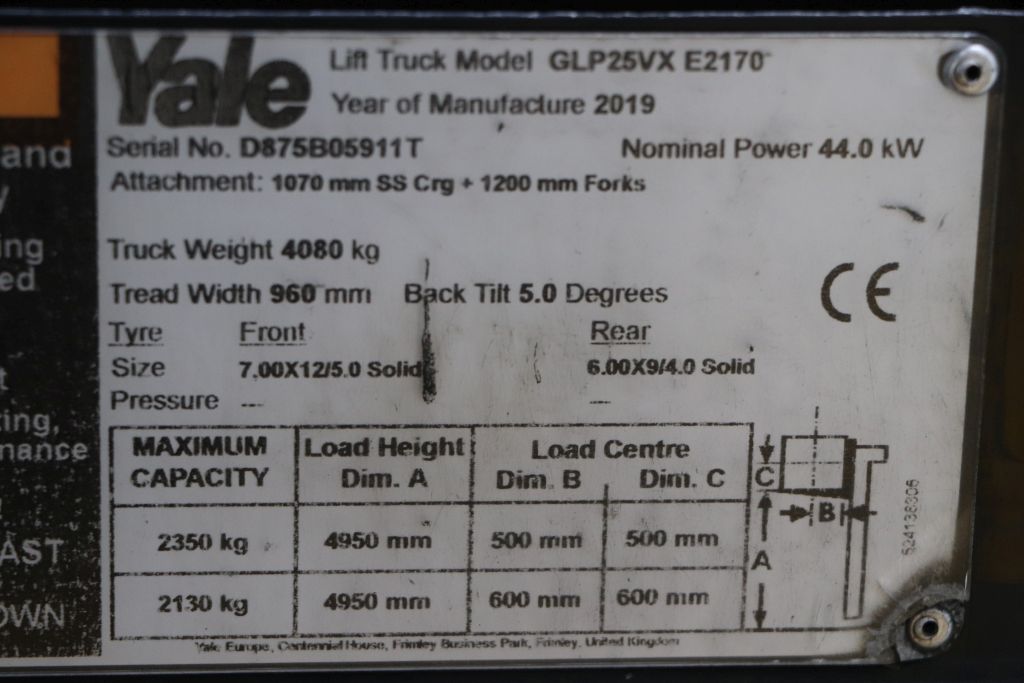 Yale
Lift Truck Model GLP25VX E2170
Year of Manufacture 2019
Serial No. D875B05911T Nominal Power 44.0 kW
Attachment: 1070 mm SS Crg + 1200 mm Forks
Truck Weight 4080 kg
Tread Width 960 mm Back Tilt 5.0 Degrees
CE
Tyre Front Rear
Size 7.00X12/5.0 Solid 6.00X9/4.0 Solid
Pressure --- ---
MAXIMUM CAPACITY Load Height Dim. A Load Centre Dim. B Dim. C
2350 kg 4950 mm 500 mm 500 mm
2130 kg 4950 mm 600 mm 600 mm
C
B
A
Yale Europe, Centennial House, Frimley Business Park, Frimley, United Kingdom
and
ing
ed
nance
AST
OWN